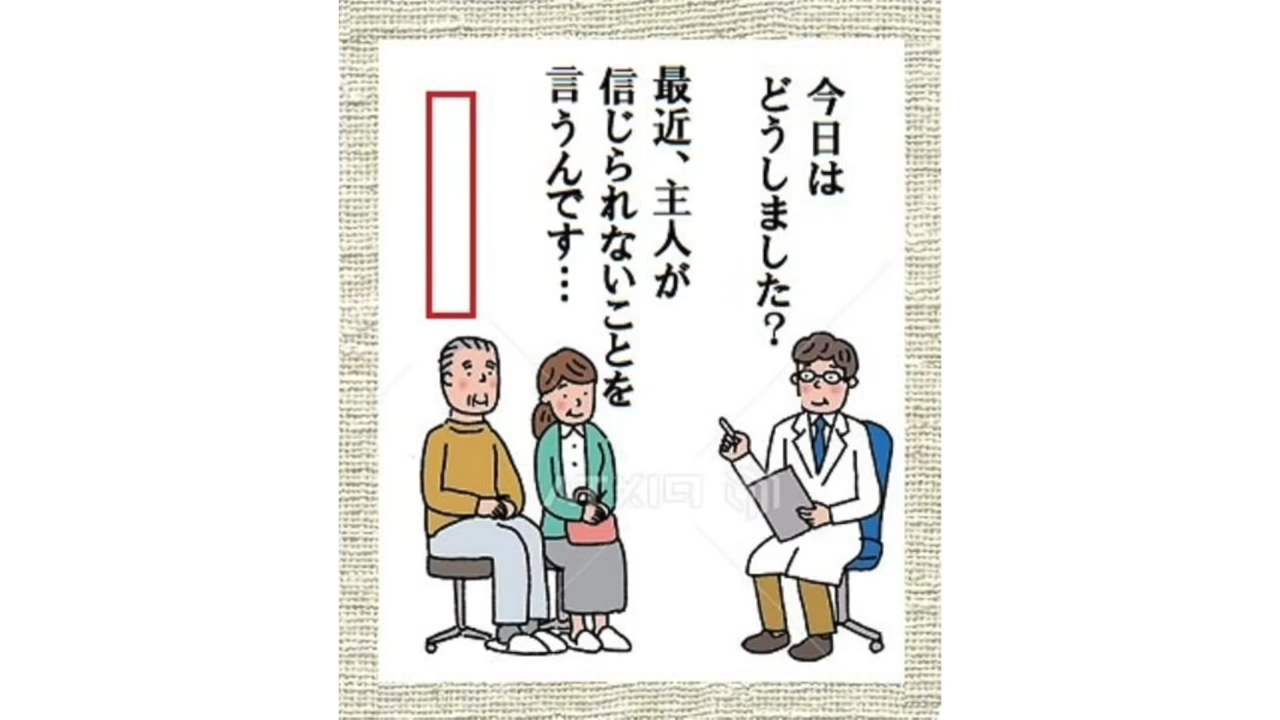 今日は
どうしました？
最近、主人が
信じられないことを
言うんです…